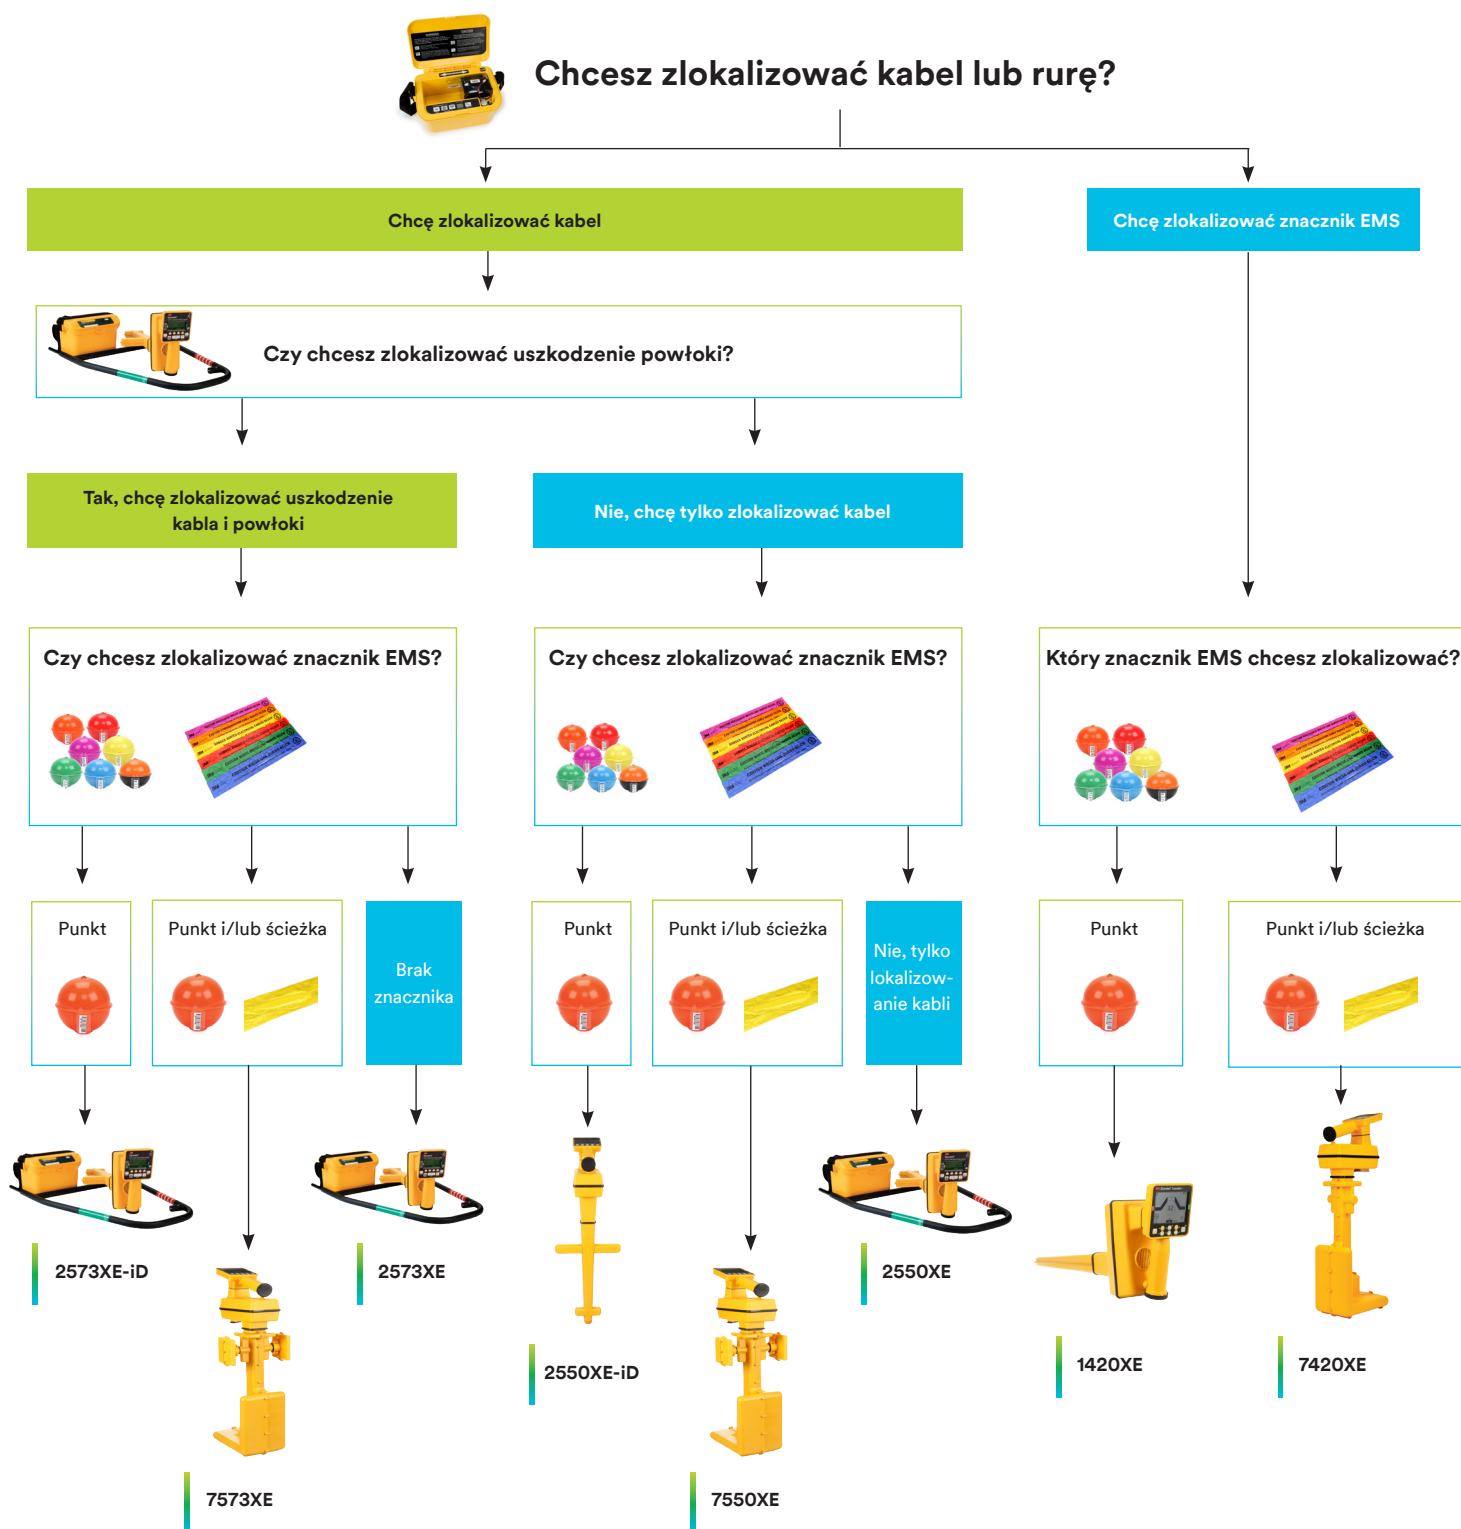 Chcesz zlokalizować kabel lub rurę?
Chcę zlokalizować kabel
Chcę zlokalizować znacznik EMS
Czy chcesz zlokalizować uszkodzenie powłoki?
Tak, chcę zlokalizować uszkodzenie
kabla i powłoki
Nie, chcę tylko zlokalizować kabel
Czy chcesz zlokalizować znacznik EMS?
Czy chcesz zlokalizować znacznik EMS?
Który znacznik EMS chcesz zlokalizować?
Punkt
Punkt i/lub ścieżka
Brak
znacznika
Punkt
Punkt i/lub ścieżka
Nie, tylko
lokalizow-
anie kabli
Punkt
Punkt i/lub ścieżka
2573XE-iD
2573XE
2550XE
2550XE-iD
1420XE
7420XE
7573XE
7550XE